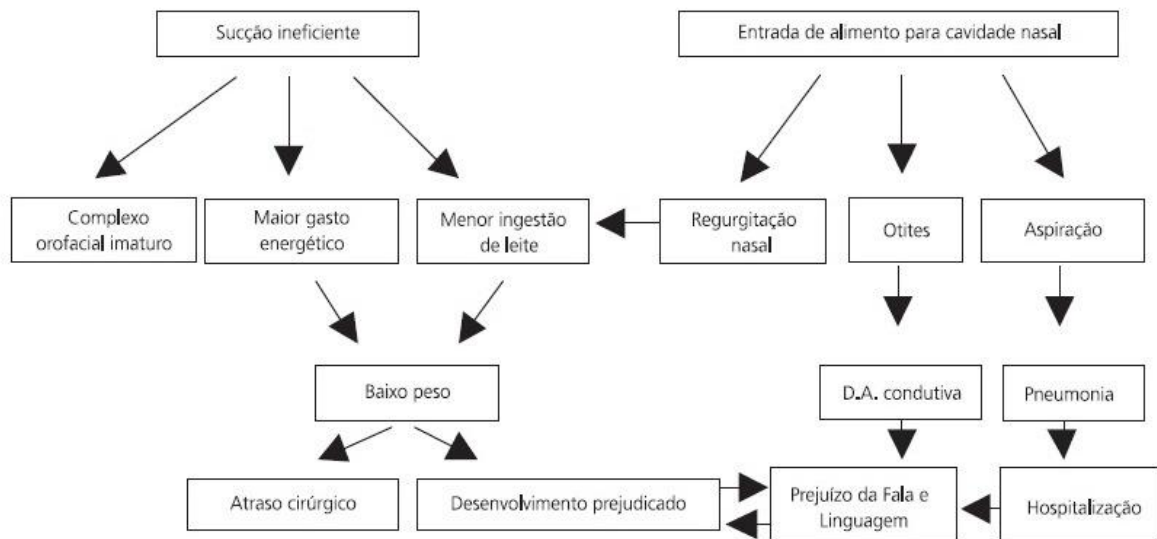 Sucção ineficiente
Entrada de alimento para cavidade nasal
Complexo
orofacial imaturo
Maior gasto
energético
Menor ingestão
de leite
Regurgitação
nasal
Otites
Aspiração
Baixo peso
D.A. condutiva
Pneumonia
Atraso cirúrgico
Desenvolvimento prejudicado
Prejuízo da Fala e
Linguagem
Hospitalização